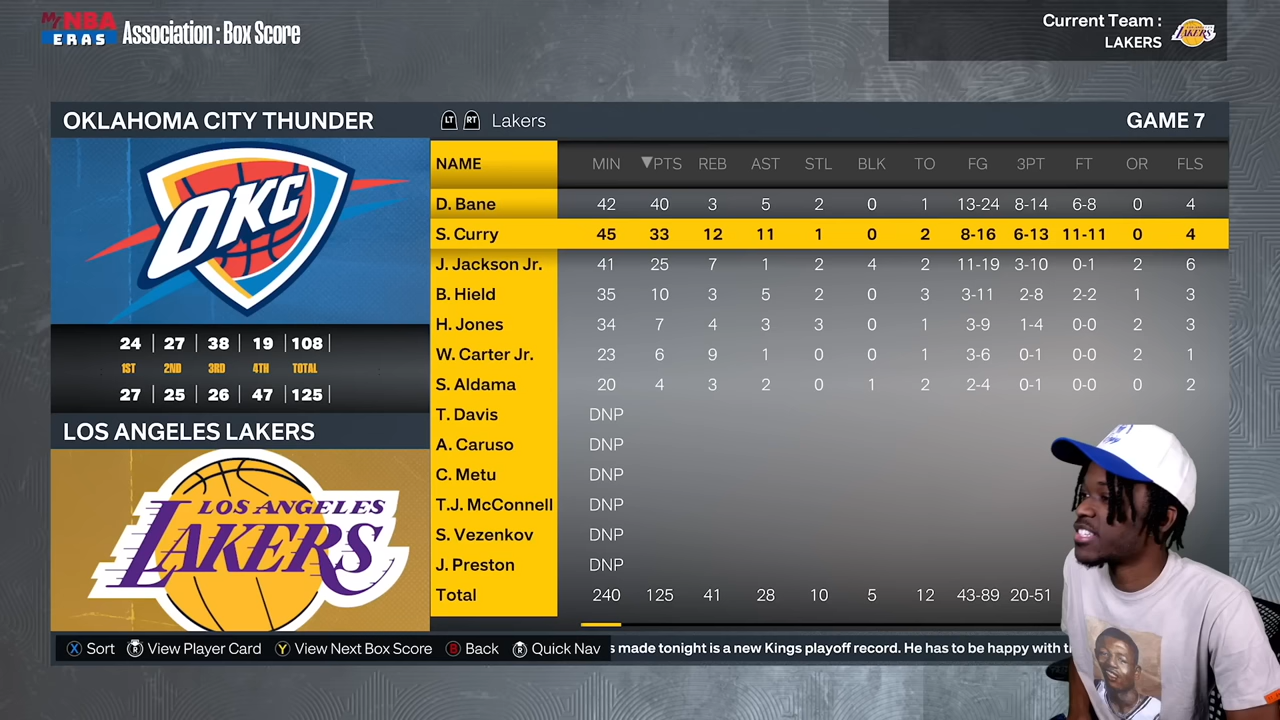 MyNBA
ERAS
Association : Box Score
Current Team :
LAKERS
LAKERS
OKLAHOMA CITY THUNDER
LT RT Lakers
GAME 7
OKC
NAME MIN ▼PTS REB AST STL BLK TO FG 3PT FT OR FLS
D. Bane 42 40 3 5 2 0 1 13-24 8-14 6-8 0 4
S. Curry 45 33 12 11 1 0 2 8-16 6-13 11-11 0 4
J. Jackson Jr. 41 25 7 1 2 4 2 11-19 3-10 0-1 2 6
B. Hield 35 10 3 5 2 0 3 3-11 2-8 2-2 1 3
H. Jones 34 7 4 3 3 0 1 3-9 1-4 0-0 2 3
W. Carter Jr. 23 6 9 1 0 0 1 3-6 0-1 0-0 2 1
S. Aldama 20 4 3 2 0 1 2 2-4 0-1 0-0 0 2
T. Davis DNP
A. Caruso DNP
C. Metu DNP
T.J. McConnell DNP
S. Vezenkov DNP
J. Preston DNP
Total 240 125 41 28 10 5 12 43-89 20-51
24 | 27 | 38 | 19 | 108 |
1ST 2ND 3RD 4TH TOTAL
27 | 25 | 26 | 47 | 125 |
LOS ANGELES LAKERS
LOS ANGELES
LAKERS
X Sort R View Player Card Y View Next Box Score B Back R Quick Nav
s made tonight is a new Kings playoff record. He has to be happy with